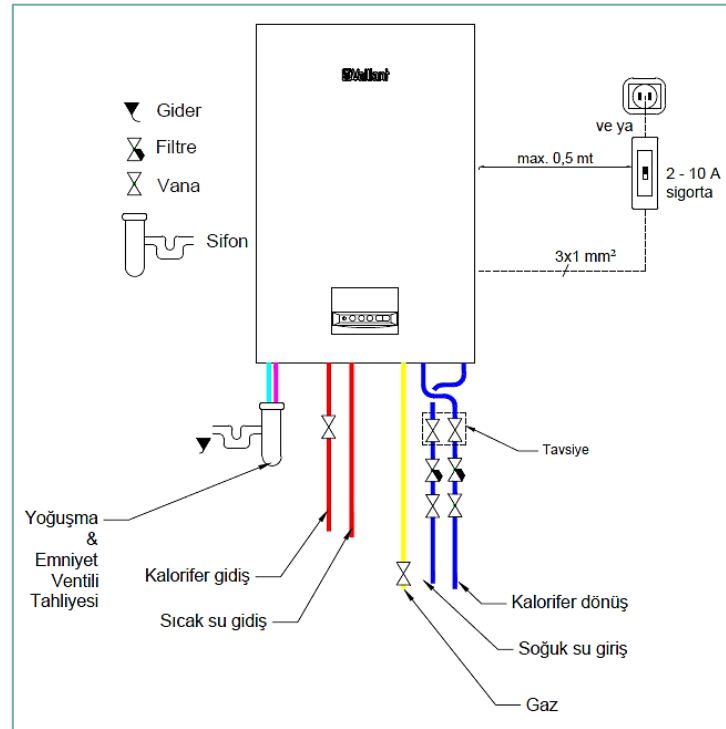 Vaillant
Gider
Filtre
Vana
Sifon
ve ya
max. 0,5 mt
2 - 10 A
sigorta
3x1 mm²
Tavsiye
Yoğuşma
&
Emniyet
Ventili
Tahliyesi
Kalorifer gidiş
Sıcak su gidiş
Kalorifer dönüş
Soğuk su giriş
Gaz